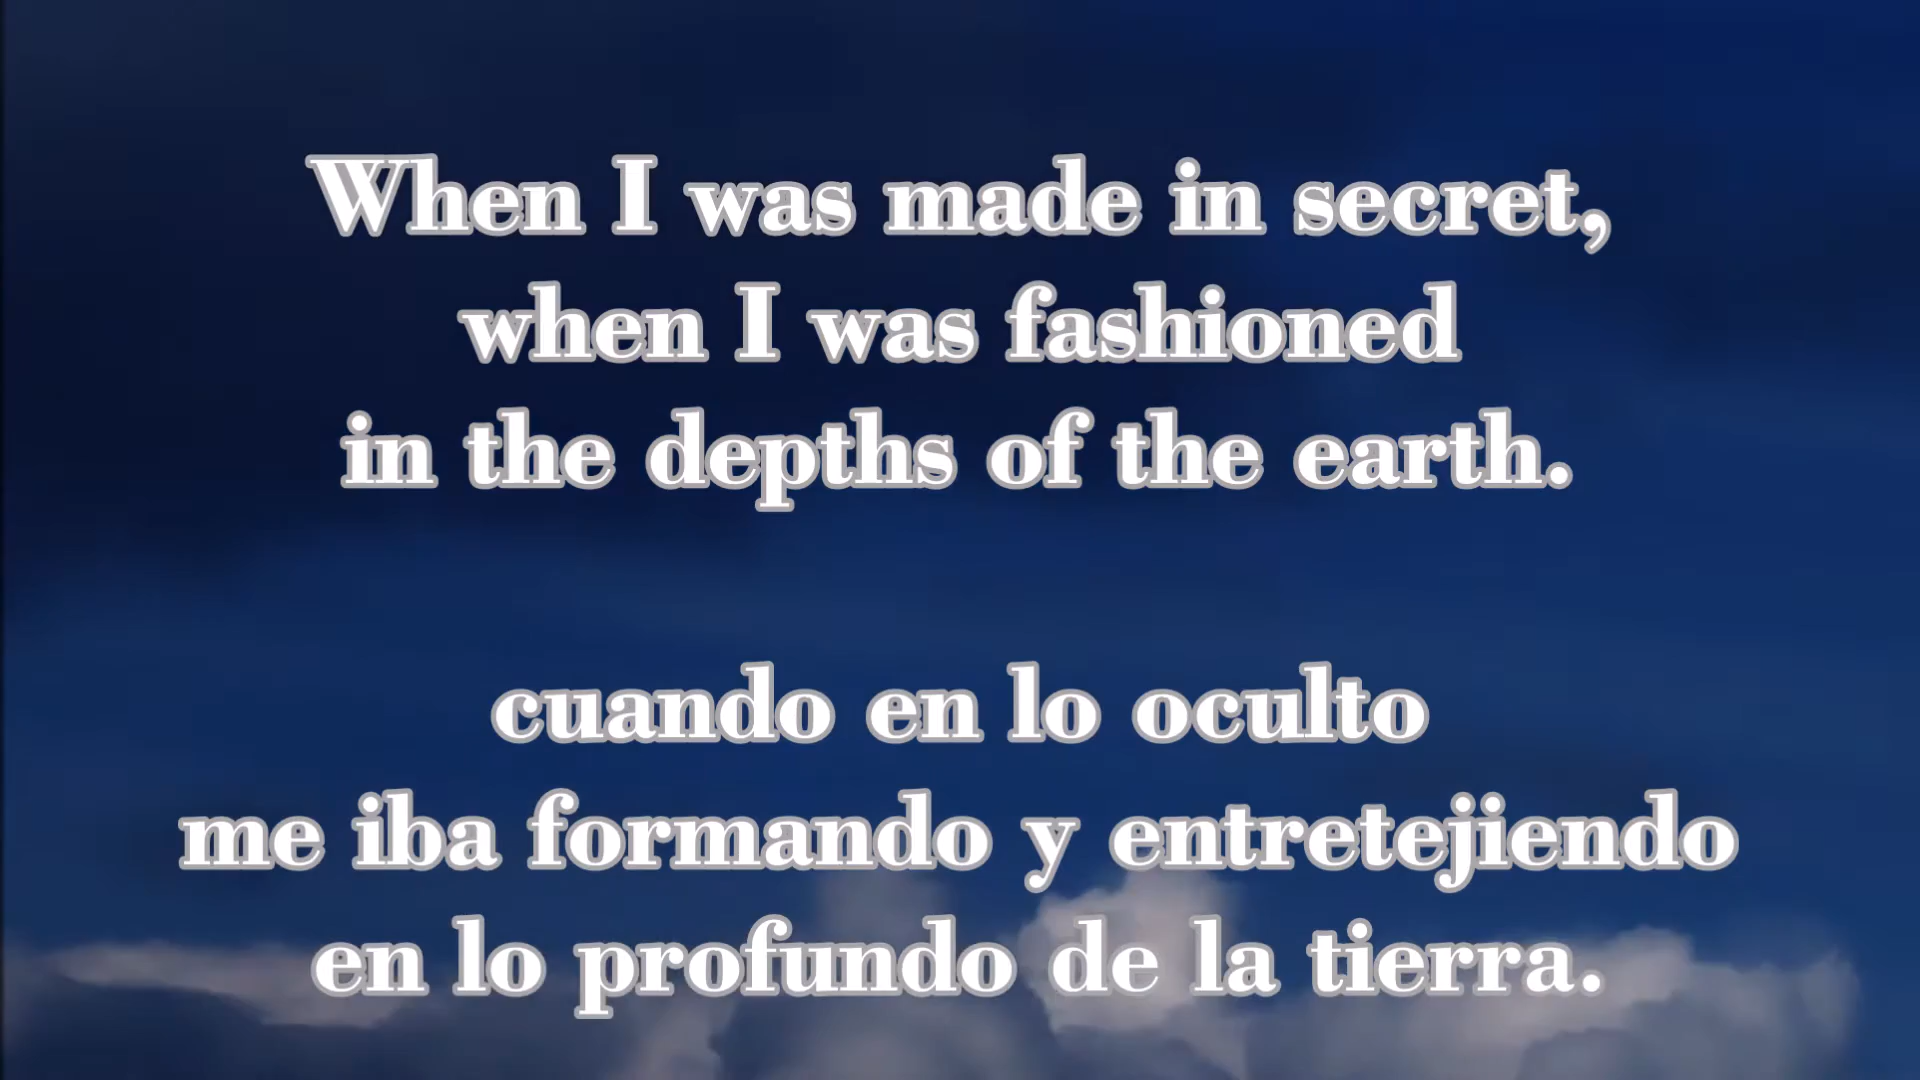 When I was made in secret,
when I was fashioned
in the depths of the earth.
cuando en lo oculto
me iba formando y entretejiendo
en lo profundo de la tierra.